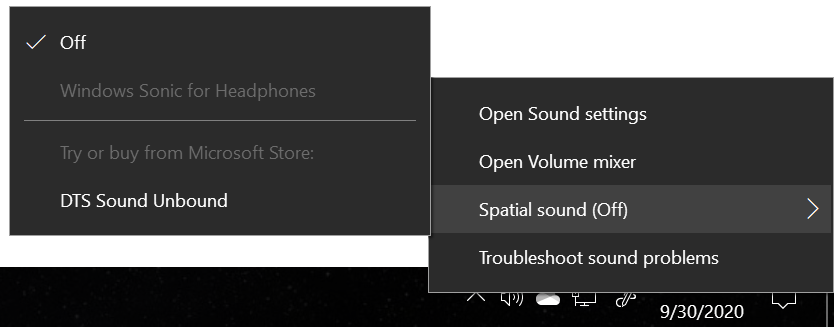 Off
Windows Sonic for Headphones
Try or buy from Microsoft Store:
DTS Sound Unbound
Open Sound settings
Open Volume mixer
Spatial sound (Off)
Troubleshoot sound problems
9/30/2020